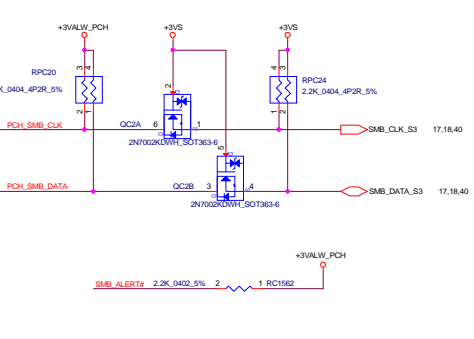 +3VALW_PCH +3VS +3VS
3 4 4 3
RPC20 RPC24
K_0404_4P2R_5% 2 2.2K_0404_4P2R_5%
2 1 2 1
PCH_SMB_CLK QC2A 6 1 SMB_CLK_S3 17,18,40
2N7002KDWH_SOT363-6
5
PCH_SMB_DATA QC2B 3 4 SMB_DATA_S3 17,18,40
2N7002KDWH_SOT363-6
+3VALW_PCH
SMB_ALERT# 2.2K_0402_5% 2 1 RC1562